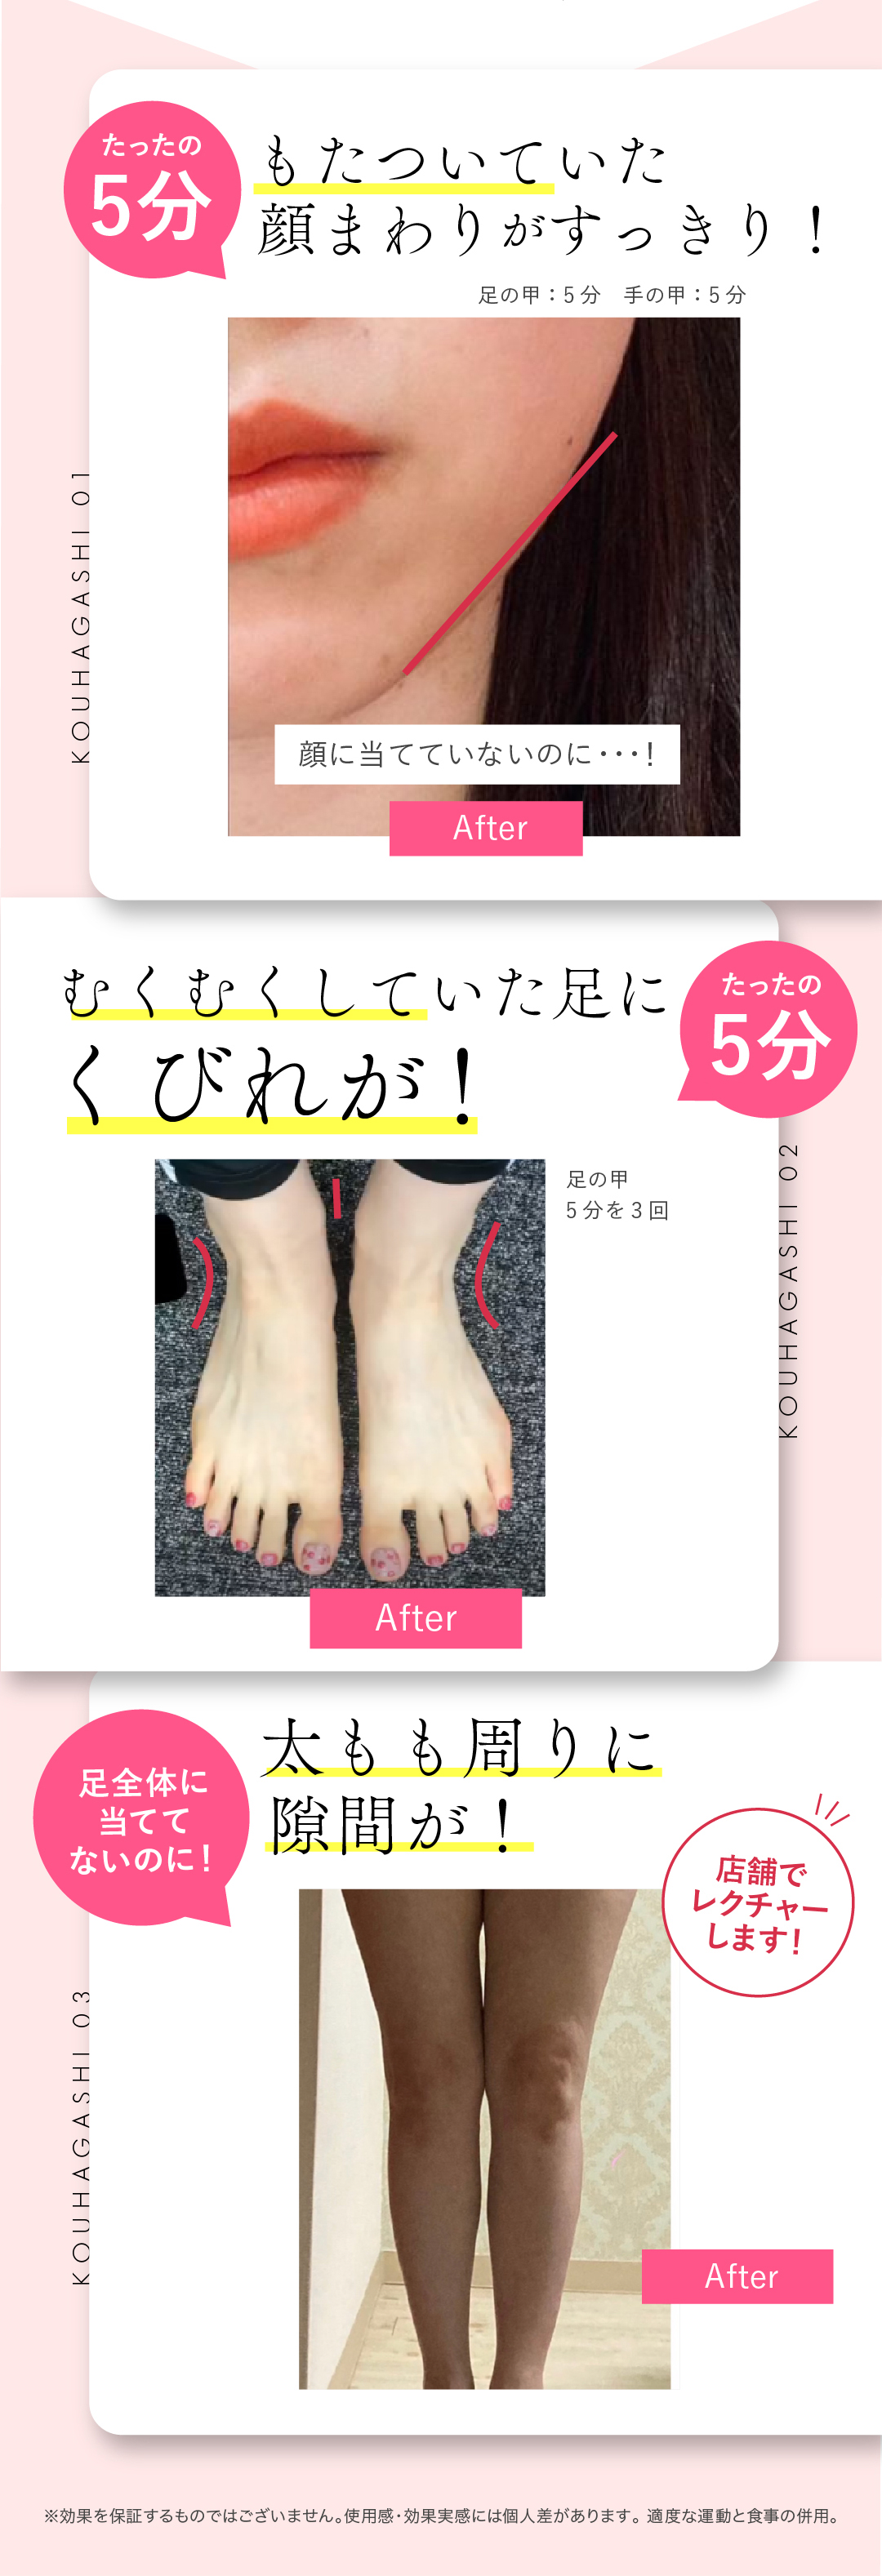 たったの
5分
もたついていた
顔まわりがすっきり！
足の甲：5分　手の甲：5分
KOUHAGASHI 01
顔に当てていないのに・・・！
After
むくむくしていた足に
くびれが！
たったの
5分
足の甲
5分を3回
KOUHAGASHI 02
After
足全体に
当てて
ないのに！
太もも周りに
隙間が！
店舗で
レクチャー
します！
KOUHAGASHI 03
After
※効果を保証するものではございません。使用感・効果実感には個人差があります。適度な運動と食事の併用。